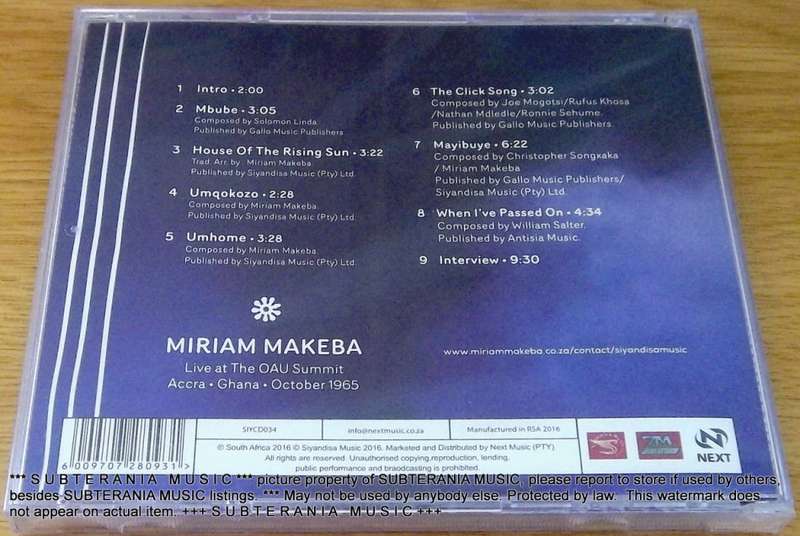 1 Intro • 2:00
2 Mbube • 3:05
Composed by Solomon Linda.
Published by Gallo Music Publishers
3 House Of The Rising Sun • 3:22
Trad. Arr. by : Miriam Makeba
Published by Siyandisa Music (Pty) Ltd.
4 Umqokozo • 2:28
Composed by Miriam Makeba.
Published by Siyandisa Music (Pty) Ltd.
5 Umhome • 3:28
Composed by Miriam Makeba.
Published by Siyandisa Music (Pty) Ltd.
6 The Click Song • 3:02
Composed by Joe Mogotsi/Rufus Khosa
/Nathan Mdledle/Ronnie Sehume.
Published by Gallo Music Publishers.
7 Mayibuye • 6:22
Composed by Christopher Songxaka
/ Miriam Makeba
Published by Gallo Music Publishers/
Siyandisa Music (Pty) Ltd.
8 When I've Passed On • 4:34
Composed by William Salter.
Published by Antisia Music.
9 Interview • 9:30
MIRIAM MAKEBA
Live at The OAU Summit
Accra • Ghana • October 1965
www.miriammakeba.co.za/contact/siyandisamusic
6 009707 280931 >
SIYCD034
info@nextmusic.co.za
Manufactured in RSA 2016
℗ South Africa 2016 © Siyandisa Music 2016. Marketed and Distributed by Next Music (PTY)
All rights are reserved. Unauthorised copying,reproduction, lending,
public performance and braodcasting is prohibited.
ZM
NEXT
*** S U B T E R A N I A M U S I C *** picture property of SUBTERANIA MUSIC, please report to store if used by others,
besides SUBTERANIA MUSIC listings. *** May not be used by anybody else. Protected by law. This watermark does
not appear on actual item. +++ S U B T E R A N I A M U S I C +++